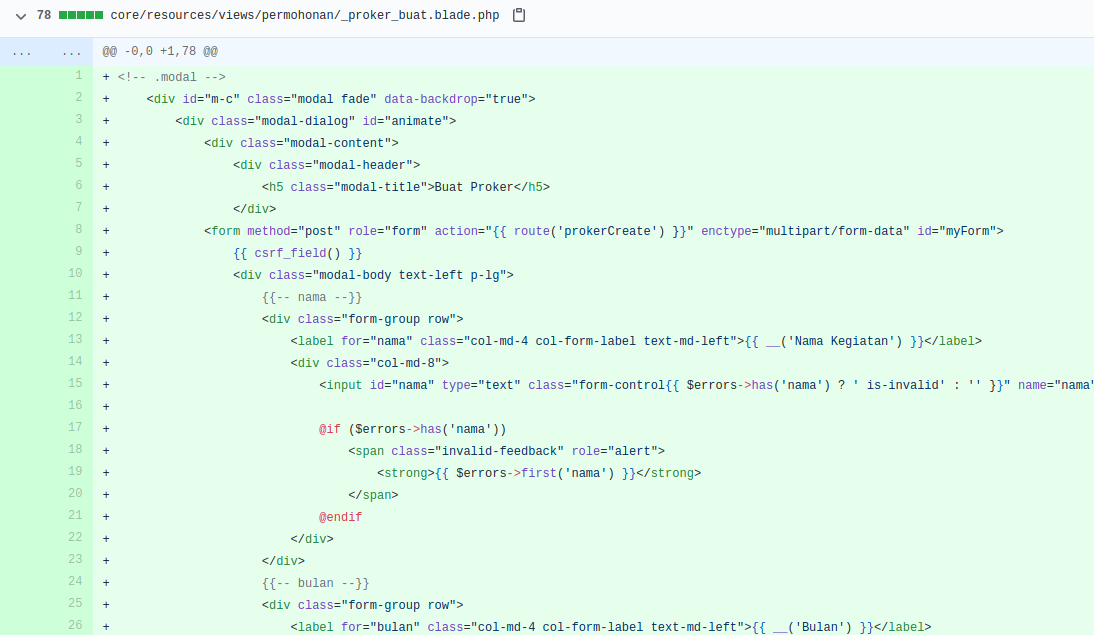 78 core/resources/views/permohonan/_proker_buat.blade.php
... ... @@ -0,0 +1,78 @@
1 + <!-- .modal -->
2 + <div id="m-c" class="modal fade" data-backdrop="true">
3 + <div class="modal-dialog" id="animate">
4 + <div class="modal-content">
5 + <div class="modal-header">
6 + <h5 class="modal-title">Buat Proker</h5>
7 + </div>
8 + <form method="post" role="form" action="{{ route('prokerCreate') }}" enctype="multipart/form-data" id="myForm">
9 + {{ csrf_field() }}
10 + <div class="modal-body text-left p-lg">
11 + {{-- nama --}}
12 + <div class="form-group row">
13 + <label for="nama" class="col-md-4 col-form-label text-md-left">{{ __('Nama Kegiatan') }}</label>
14 + <div class="col-md-8">
15 + <input id="nama" type="text" class="form-control{{ $errors->has('nama') ? ' is-invalid' : '' }}" name="nama"
16 +
17 + @if ($errors->has('nama'))
18 + <span class="invalid-feedback" role="alert">
19 + <strong>{{ $errors->first('nama') }}</strong>
20 + </span>
21 + @endif
22 + </div>
23 + </div>
24 + {{-- bulan --}}
25 + <div class="form-group row">
26 + <label for="bulan" class="col-md-4 col-form-label text-md-left">{{ __('Bulan') }}</label>